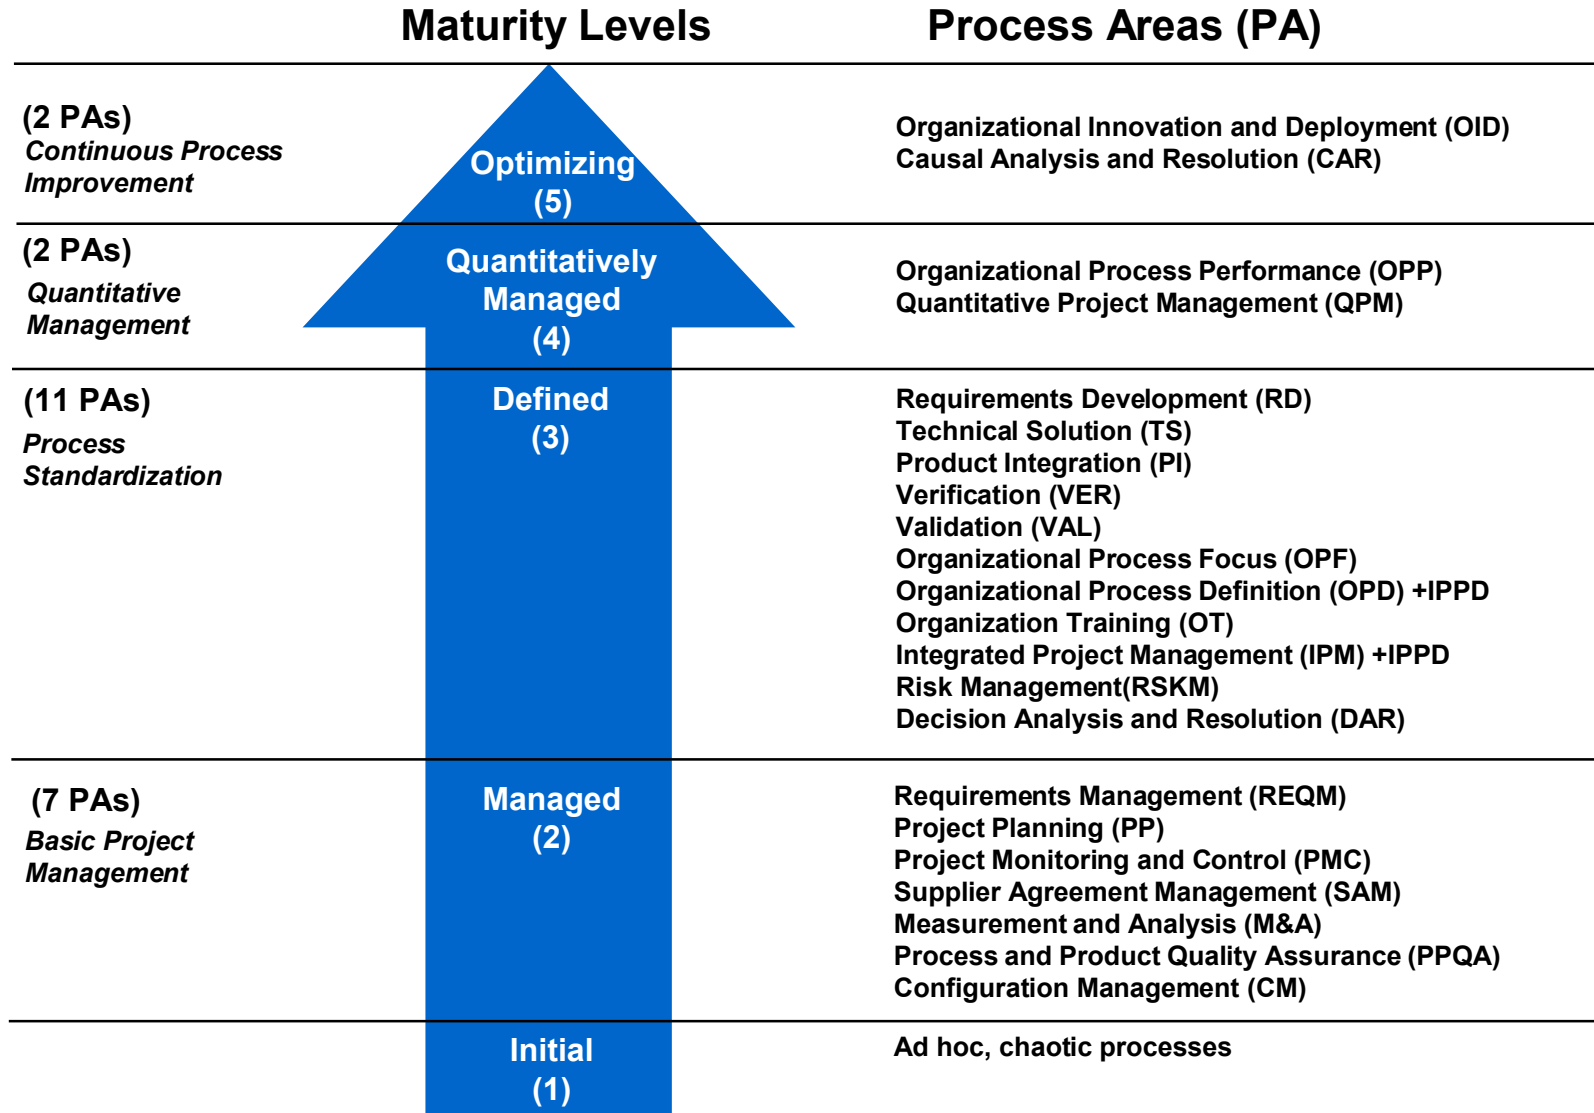 Maturity Levels
Process Areas (PA)
(2 PAs)
Continuous Process
Improvement
Optimizing
(5)
Organizational Innovation and Deployment (OID)
Causal Analysis and Resolution (CAR)
(2 PAs)
Quantitative
Management
Quantitatively
Managed
(4)
Organizational Process Performance (OPP)
Quantitative Project Management (QPM)
(11 PAs)
Process
Standardization
Defined
(3)
Requirements Development (RD)
Technical Solution (TS)
Product Integration (PI)
Verification (VER)
Validation (VAL)
Organizational Process Focus (OPF)
Organizational Process Definition (OPD) +IPPD
Organization Training (OT)
Integrated Project Management (IPM) +IPPD
Risk Management(RSKM)
Decision Analysis and Resolution (DAR)
(7 PAs)
Basic Project
Management
Managed
(2)
Requirements Management (REQM)
Project Planning (PP)
Project Monitoring and Control (PMC)
Supplier Agreement Management (SAM)
Measurement and Analysis (M&A)
Process and Product Quality Assurance (PPQA)
Configuration Management (CM)
Initial
(1)
Ad hoc, chaotic processes